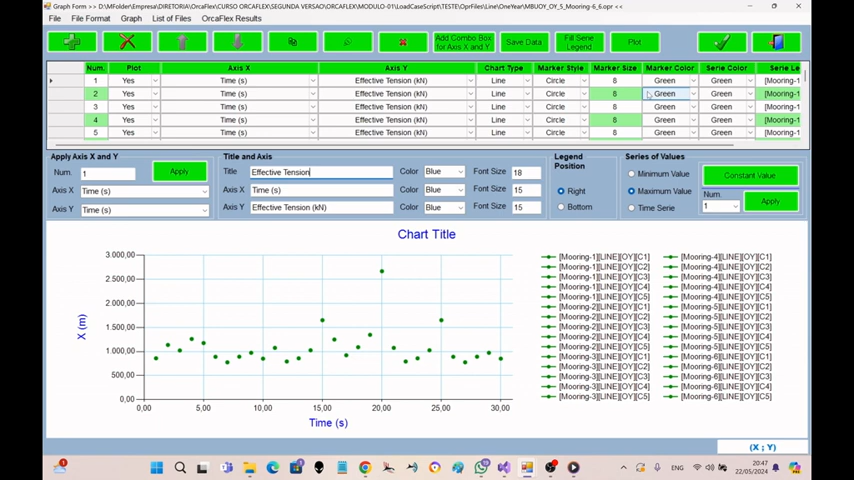 Graph Form >> D:\MFolder\Empresa\DIRETORIA\CURSO ORCAFLEX\SEGUNDA VERSAO\ORCAFLEX\MODULO-01\LoadCaseScript\TESTE\OprFiles\Line\OneYear\MBUOY_OY_5_Mooring-6_6.opr <<
File File Format Graph List of Files OrcaFlex Results
Add Combo Box for Axis X and Y Save Data Fill Serie Legend Plot
Num. Plot Axis X Axis Y Chart Type Marker Style Marker Size Marker Color Serie Color Serie Le
1 Yes Time (s) Effective Tension (kN) Line Circle 8 Green Green [Mooring-1
2 Yes Time (s) Effective Tension (kN) Line Circle 8 Green Green [Mooring-1
3 Yes Time (s) Effective Tension (kN) Line Circle 8 Green Green [Mooring-1
4 Yes Time (s) Effective Tension (kN) Line Circle 8 Green Green [Mooring-1
5 Yes Time (s) Effective Tension (kN) Line Circle 8 Green Green [Mooring-1
Apply Axis X and Y Title and Axis Legend Position Series of Values
Num. 1 Apply Title Effective Tension Color Blue Font Size 18 Minimum Value Constant Value
Axis X Time (s) Axis X Time (s) Color Blue Font Size 15 Right Maximum Value Num.
Axis Y Time (s) Axis Y Effective Tension (kN) Color Blue Font Size 15 Bottom Time Serie 1 Apply
Chart Title
3.000,00
2.500,00
2.000,00
1.500,00
1.000,00
500,00
0,00
X (m)
0,00 5,00 10,00 15,00 20,00 25,00 30,00
Time (s)
[Mooring-1][LINE][OY][C1] [Mooring-4][LINE][OY][C1]
[Mooring-1][LINE][OY][C2] [Mooring-4][LINE][OY][C2]
[Mooring-1][LINE][OY][C3] [Mooring-4][LINE][OY][C3]
[Mooring-1][LINE][OY][C4] [Mooring-4][LINE][OY][C4]
[Mooring-1][LINE][OY][C5] [Mooring-4][LINE][OY][C5]
[Mooring-2][LINE][OY][C1] [Mooring-5][LINE][OY][C1]
[Mooring-2][LINE][OY][C2] [Mooring-5][LINE][OY][C2]
[Mooring-2][LINE][OY][C3] [Mooring-5][LINE][OY][C3]
[Mooring-2][LINE][OY][C4] [Mooring-5][LINE][OY][C4]
[Mooring-2][LINE][OY][C5] [Mooring-5][LINE][OY][C5]
[Mooring-3][LINE][OY][C1] [Mooring-6][LINE][OY][C1]
[Mooring-3][LINE][OY][C2] [Mooring-6][LINE][OY][C2]
[Mooring-3][LINE][OY][C3] [Mooring-6][LINE][OY][C3]
[Mooring-3][LINE][OY][C4] [Mooring-6][LINE][OY][C4]
[Mooring-3][LINE][OY][C5] [Mooring-6][LINE][OY][C5]
(X ; Y)
ENG 20:47
22/05/2024